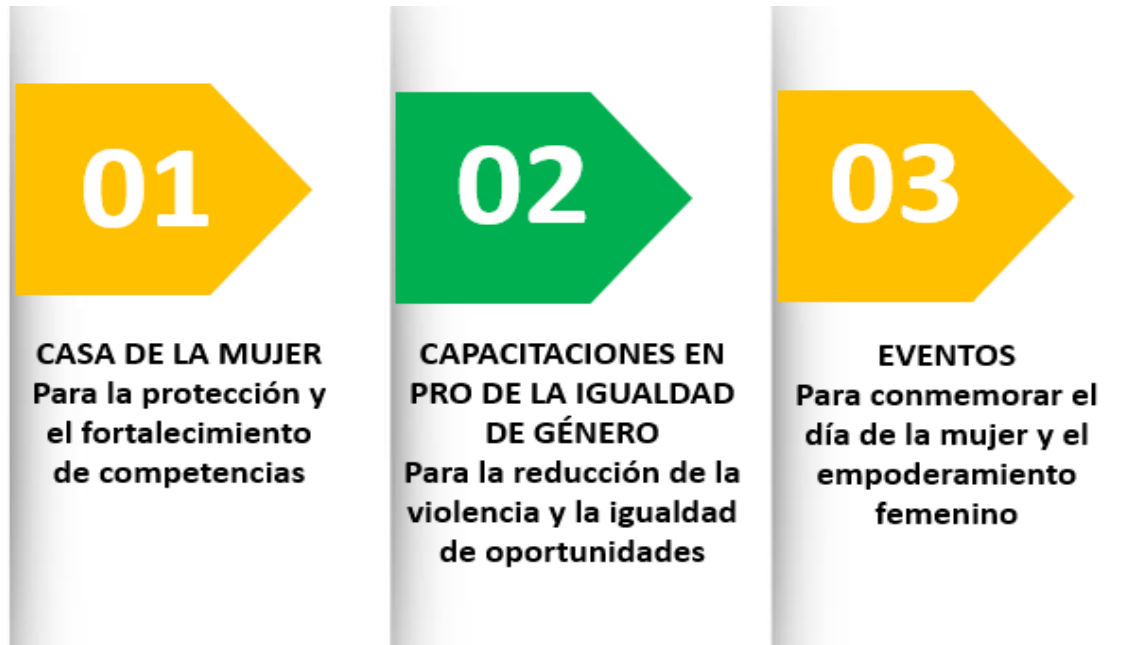 01
CASA DE LA MUJER
Para la protección y
el fortalecimiento
de competencias
02
CAPACITACIONES EN
PRO DE LA IGUALDAD
DE GÉNERO
Para la reducción de la
violencia y la igualdad
de oportunidades
03
EVENTOS
Para conmemorar el
día de la mujer y el
empoderamiento
femenino